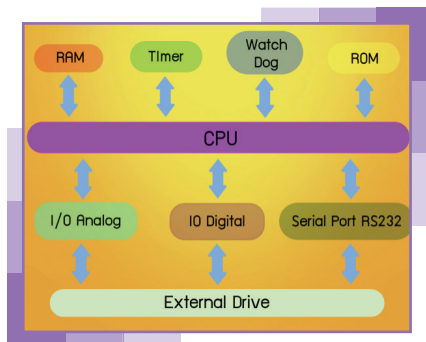 RAM
TImer
Watch
Dog
ROM
CPU
I/O Analog
IO Digital
Serial Port RS232
External Drive